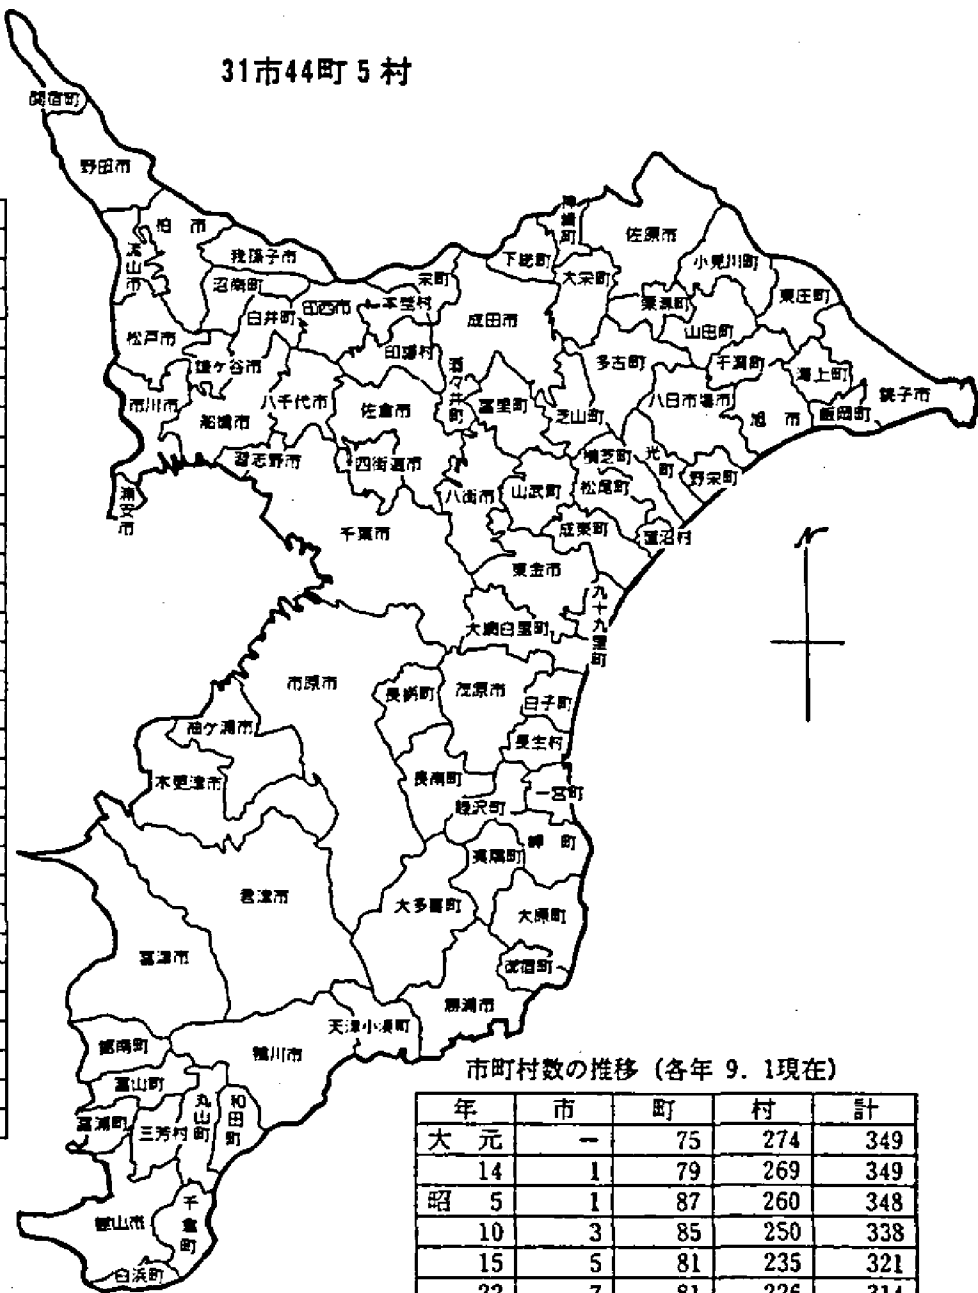 31市44町5村
関宿町
野田市
柏市
流山市
我孫子市
沼南町
白井町
印西市
本埜村
栄町
印旛村
成田市
下総町
神崎町
大栄町
佐原市
小見川町
栗源町
山田町
東庄町
松戸市
鎌ヶ谷市
市川市
船橋市
八千代市
佐倉市
酒々井町
富里町
芝山町
多古町
八日市場市
干潟町
旭市
海上町
飯岡町
銚子市
習志野市
四街道市
八街市
山武町
横芝町
松尾町
光町
野栄町
浦安市
千葉市
成東町
蓮沼村
東金市
九十九里町
大網白里町
市原市
長柄町
茂原市
白子町
袖ケ浦市
長生村
木更津市
長南町
一宮町
睦沢町
岬町
夷隅町
君津市
大多喜町
大原町
富津市
御宿町
勝浦市
天津小湊町
鴨川市
鋸南町
富山町
富浦町
三芳村
丸山町
和田町
館山市
千倉町
白浜町
市町村数の推移 (各年 9. 1現在)
年 市 町 村 計
大 元 － 75 274 349
14 1 79 269 349
昭 5 1 87 260 348
10 3 85 250 338
15 5 81 235 321
22 7 81 226 314